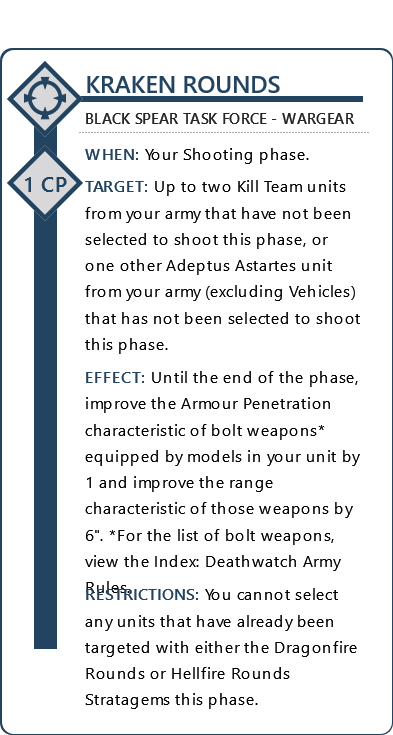 KRAKEN ROUNDS
BLACK SPEAR TASK FORCE - WARGEAR
WHEN: Your Shooting phase.
1 CP
TARGET: Up to two Kill Team units
from your army that have not been
selected to shoot this phase, or
one other Adeptus Astartes unit
from your army (excluding Vehicles)
that has not been selected to shoot
this phase.
EFFECT: Until the end of the phase,
improve the Armour Penetration
characteristic of bolt weapons*
equipped by models in your unit by
1 and improve the range
characteristic of those weapons by
6". *For the list of bolt weapons,
view the Index: Deathwatch Army
Rules.
RESTRICTIONS: You cannot select
any units that have already been
targeted with either the Dragonfire
Rounds or Hellfire Rounds
Stratagems this phase.